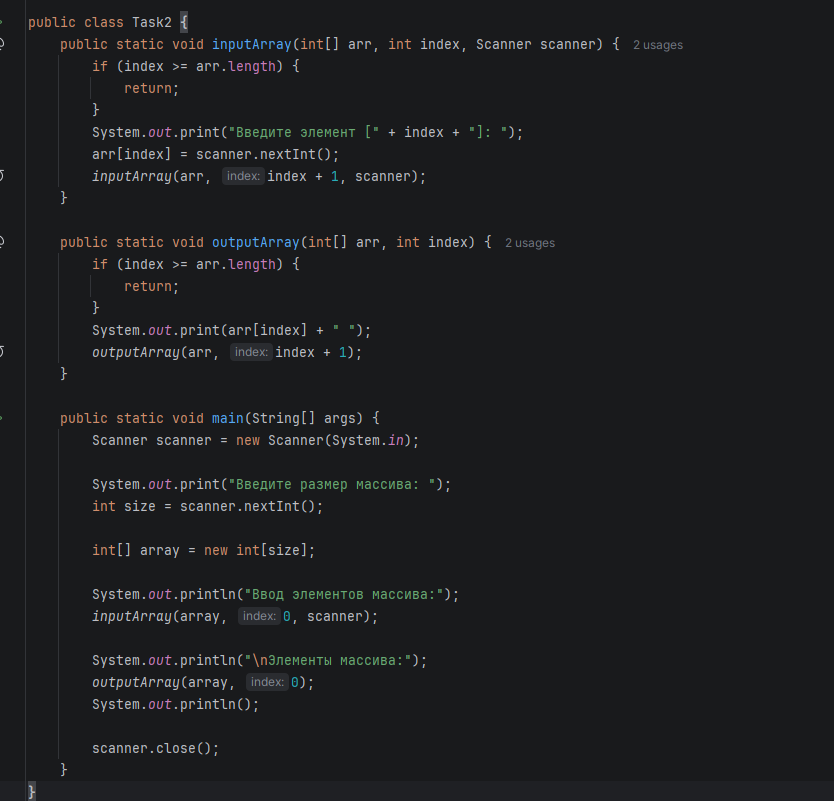 public class Task2 {
    public static void inputArray(int[] arr, int index, Scanner scanner) {  2 usages
        if (index >= arr.length) {
            return;
        }
        System.out.print("Введите элемент [" + index + "]: ");
        arr[index] = scanner.nextInt();
        inputArray(arr, index: index + 1, scanner);
    }

    public static void outputArray(int[] arr, int index) {  2 usages
        if (index >= arr.length) {
            return;
        }
        System.out.print(arr[index] + " ");
        outputArray(arr, index: index + 1);
    }

    public static void main(String[] args) {
        Scanner scanner = new Scanner(System.in);

        System.out.print("Введите размер массива: ");
        int size = scanner.nextInt();

        int[] array = new int[size];

        System.out.println("Ввод элементов массива:");
        inputArray(array, index: 0, scanner);

        System.out.println("\nЭлементы массива:");
        outputArray(array, index: 0);
        System.out.println();

        scanner.close();
    }
}